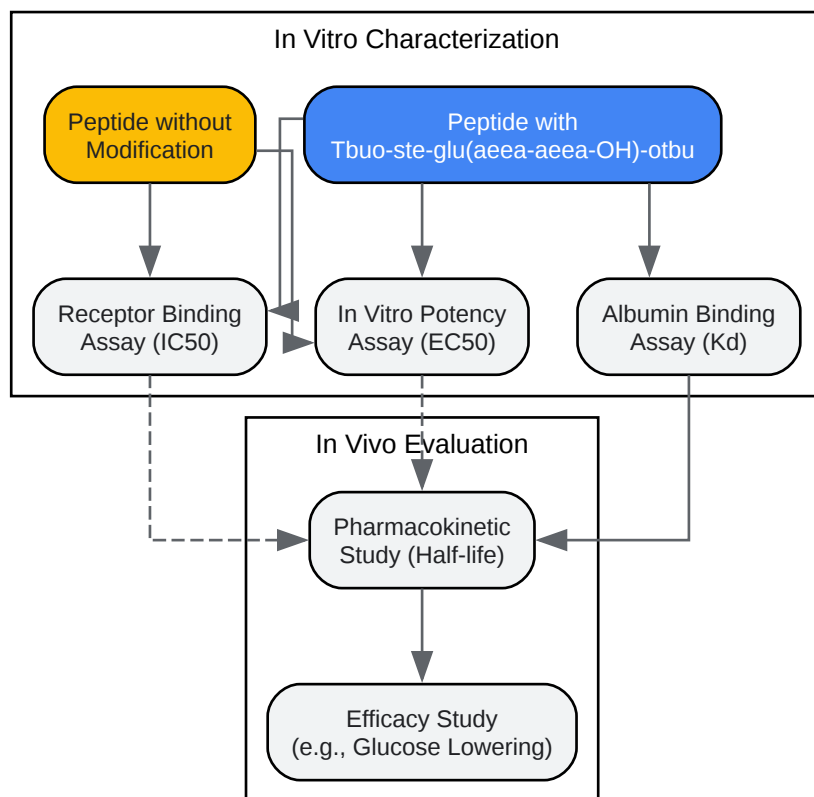 In Vitro Characterization
Peptide without
Modification
Peptide with
Tbuo-ste-glu(aeea-aeea-OH)-otbu
Receptor Binding
Assay (IC50)
In Vitro Potency
Assay (EC50)
Albumin Binding
Assay (Kd)
In Vivo Evaluation
Pharmacokinetic
Study (Half-life)
Efficacy Study
(e.g., Glucose Lowering)